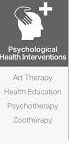 Psychological
Health Interventions
Art Therapy
Health Education
Psychotherapy
Zootherapy